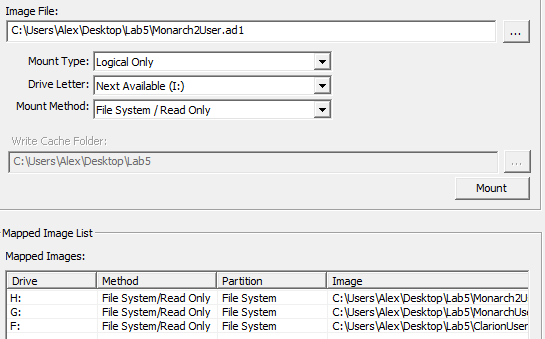 Image File:
C:\Users\Alex\Desktop\Lab5\Monarch2User.ad1
...
Mount Type: Logical Only
Drive Letter: Next Available (I:)
Mount Method: File System / Read Only
Write Cache Folder:
C:\Users\Alex\Desktop\Lab5
...
Mount
Mapped Image List
Mapped Images:
Drive Method Partition Image
H: File System/Read Only File System C:\Users\Alex\Desktop\Lab5\Monarch2U
G: File System/Read Only File System C:\Users\Alex\Desktop\Lab5\MonarchUse
F: File System/Read Only File System C:\Users\Alex\Desktop\Lab5\ClarionUser